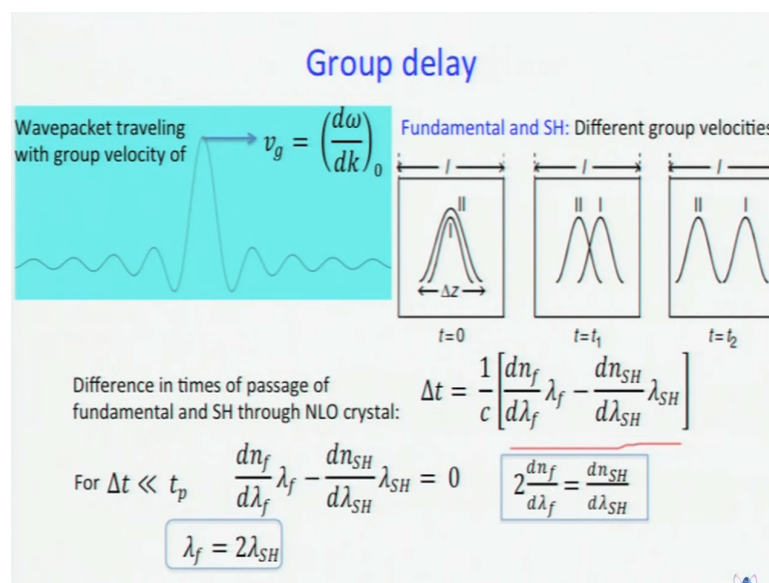 Group delay
Wavepacket traveling
with group velocity of
v_g = (dω/dk)_0
Fundamental and SH: Different group velocities
l l l
II I
II I
II I
Δz
t=0 t=t_1 t=t_2
Difference in times of passage of
fundamental and SH through NLO crystal:
Δt = 1/c [dn_f/dλ_f λ_f − dn_SH/dλ_SH λ_SH]
For Δt ≪ t_p dn_f/dλ_f λ_f − dn_SH/dλ_SH λ_SH = 0 2 dn_f/dλ_f = dn_SH/dλ_SH
λ_f = 2λ_SH